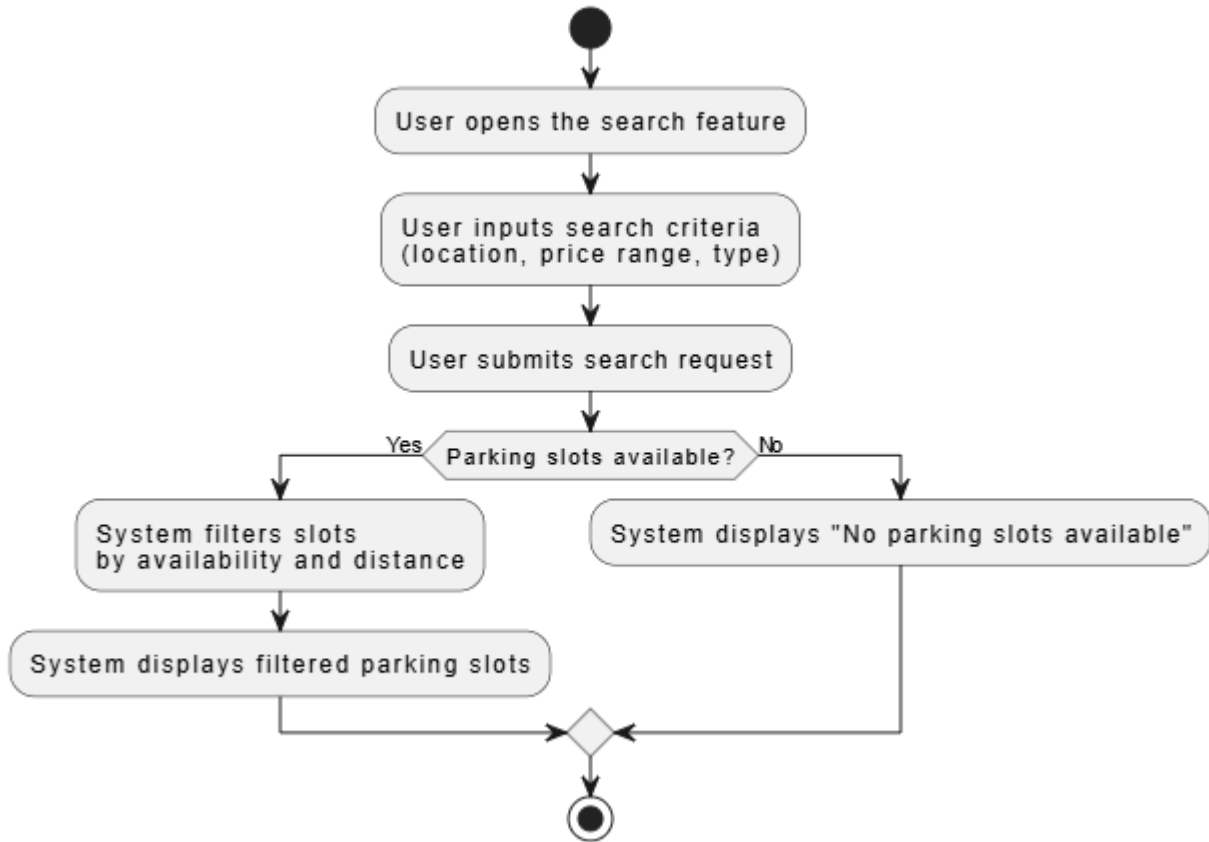 User opens the search feature
User inputs search criteria
(location, price range, type)
User submits search request
Yes
Parking slots available?
No
System filters slots
by availability and distance
System displays "No parking slots available"
System displays filtered parking slots